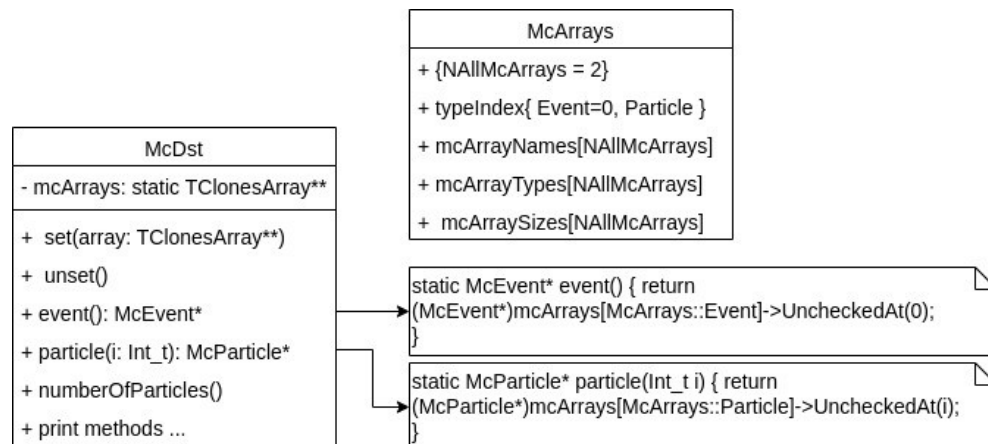 McArrays
+ {NAllMcArrays = 2}
+ typeIndex{ Event=0, Particle }
+ mcArrayNames[NAllMcArrays]
+ mcArrayTypes[NAllMcArrays]
+ mcArraySizes[NAllMcArrays]
McDst
- mcArrays: static TClonesArray**
+ set(array: TClonesArray**)
+ unset()
+ event(): McEvent*
+ particle(i: Int_t): McParticle*
+ numberOfParticles()
+ print methods ...
static McEvent* event() { return
(McEvent*)mcArrays[McArrays::Event]->UncheckedAt(0);
}
static McParticle* particle(Int_t i) { return
(McParticle*)mcArrays[McArrays::Particle]->UncheckedAt(i);
}